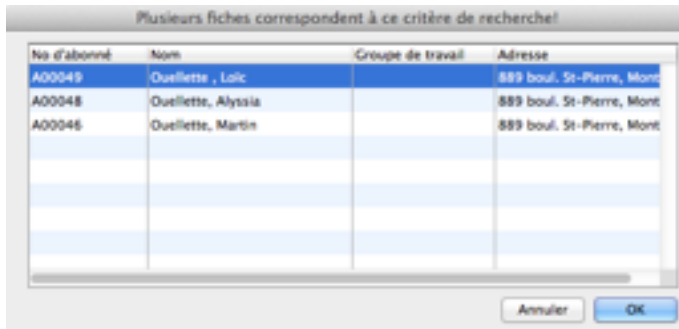 Plusieurs fiches correspondent à ce critère de recherche!
No d'abonné Nom Groupe de travail Adresse
A00049 Ouellette , Loïc 889 boul. St-Pierre, Mont
A00048 Ouellette, Alyssia 889 boul. St-Pierre, Mont
A00046 Ouellette, Martin 889 boul. St-Pierre, Mont
Annuler OK